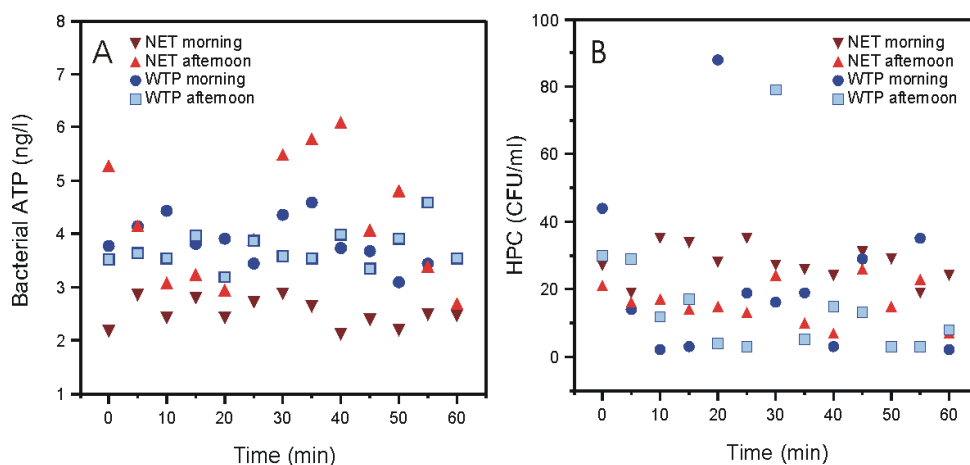 A
NET morning
NET afternoon
WTP morning
WTP afternoon
Bacterial ATP (ng/l)
8
7
6
5
4
3
2
1
0 10 20 30 40 50 60
Time (min)
B
NET morning
NET afternoon
WTP morning
WTP afternoon
HPC (CFU/ml)
100
80
60
40
20
0
0 10 20 30 40 50 60
Time (min)